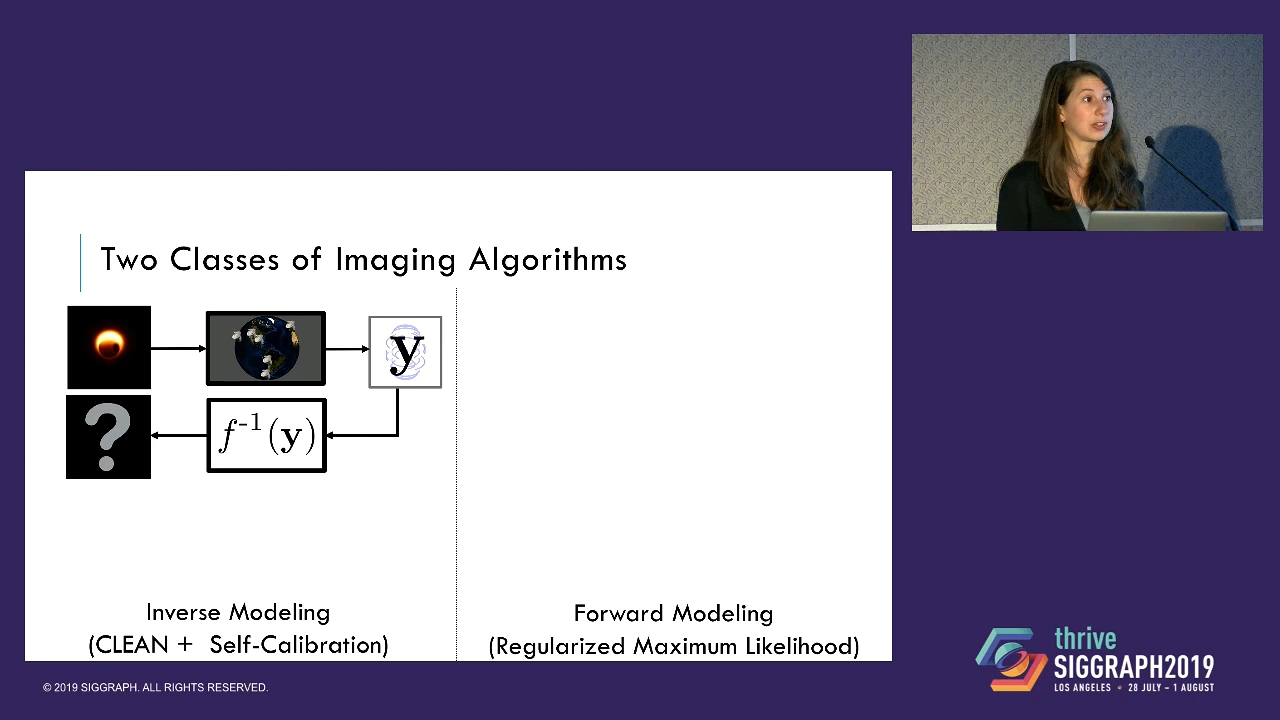 Two Classes of Imaging Algorithms
y
?
f⁻¹(y)
Inverse Modeling
(CLEAN + Self-Calibration)
Forward Modeling
(Regularized Maximum Likelihood)
thrive
SIGGRAPH2019
LOS ANGELES • 28 JULY – 1 AUGUST
© 2019 SIGGRAPH. ALL RIGHTS RESERVED.